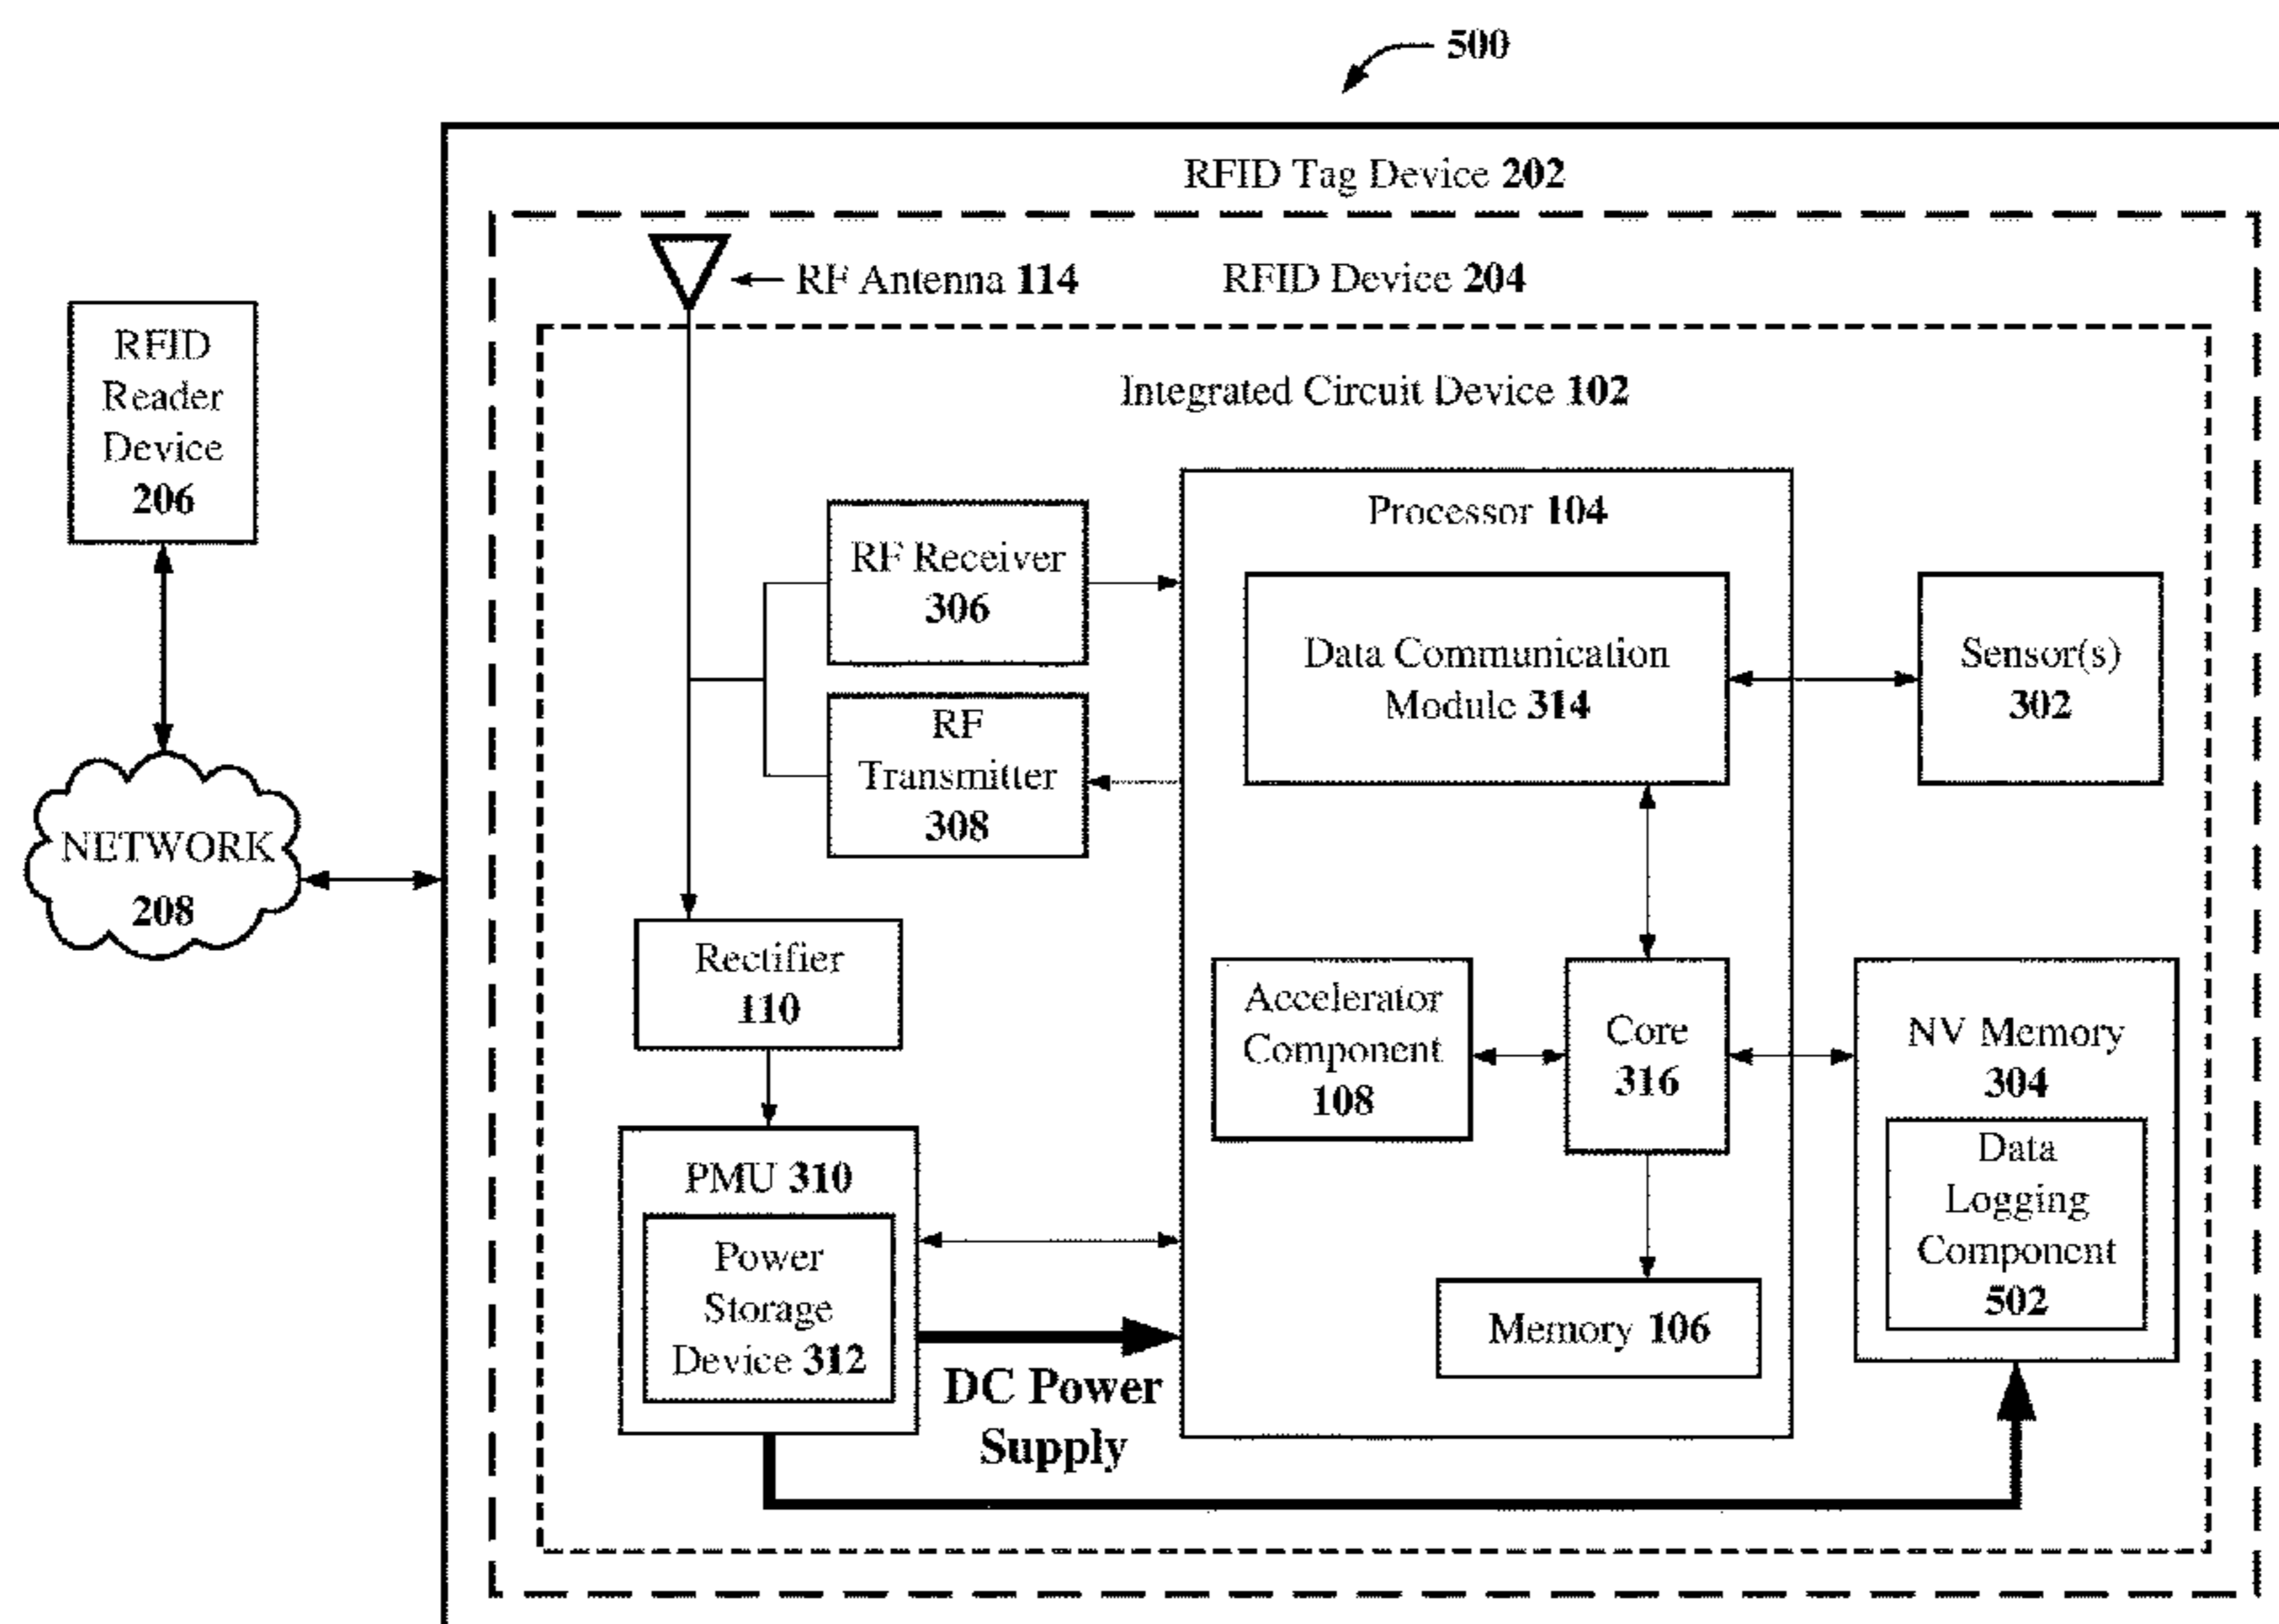 500
RFID Tag Device 202
RF Antenna 114
RFID Device 204
RFID
Reader
Device
206
Integrated Circuit Device 102
Processor 104
RF Receiver
306
Data Communication
Module 314
Sensor(s)
302
RF
Transmitter
308
NETWORK
208
Rectifier
110
Accelerator
Component
108
Core
316
NV Memory
304
Data
Logging
Component
502
PMU 310
Power
Storage
Device 312
DC Power
Supply
Memory 106